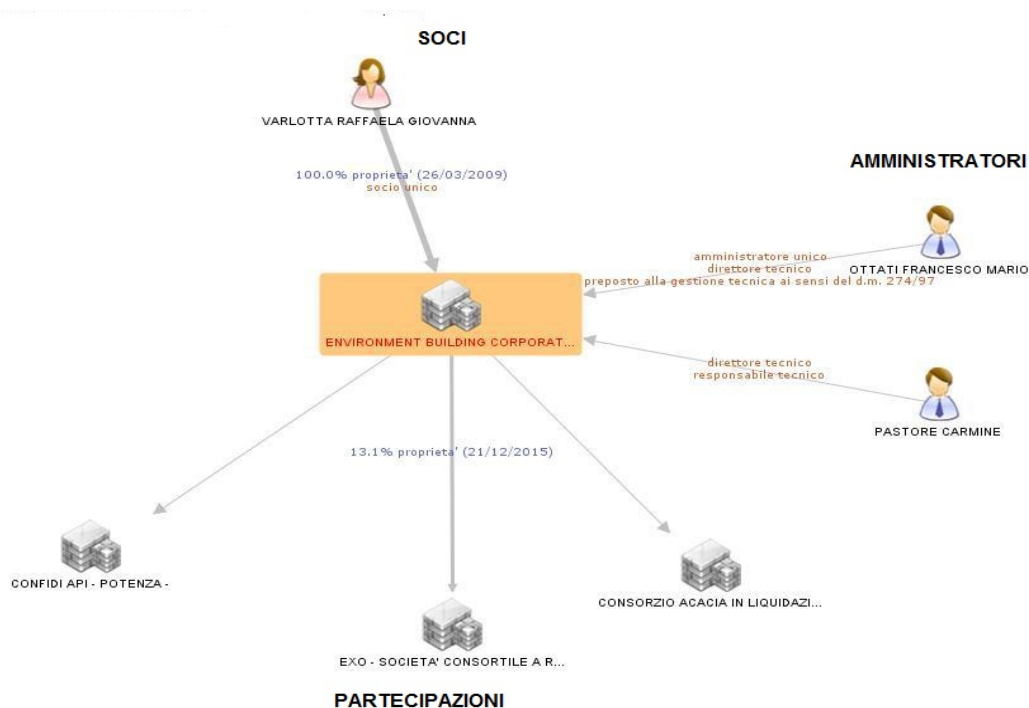 SOCI
VARLOTTA RAFFAELA GIOVANNA
100.0% proprieta' (26/03/2009)
socio unico
AMMINISTRATORI
OTTATI FRANCESCO MARIO
amministratore unico
direttore tecnico
preposto alla gestione tecnica ai sensi del d.m. 274/97
ENVIRONMENT BUILDING CORPORAT...
direttore tecnico
responsabile tecnico
PASTORE CARMINE
13.1% proprieta' (21/12/2015)
CONFIDI API - POTENZA -
CONSORZIO ACACIA IN LIQUIDAZI...
EXO - SOCIETA' CONSORTILE A R...
PARTECIPAZIONI